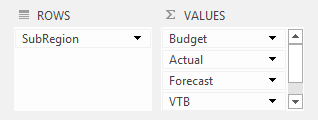 ROWS
SubRegion
Σ VALUES
Budget
Actual
Forecast
VTB